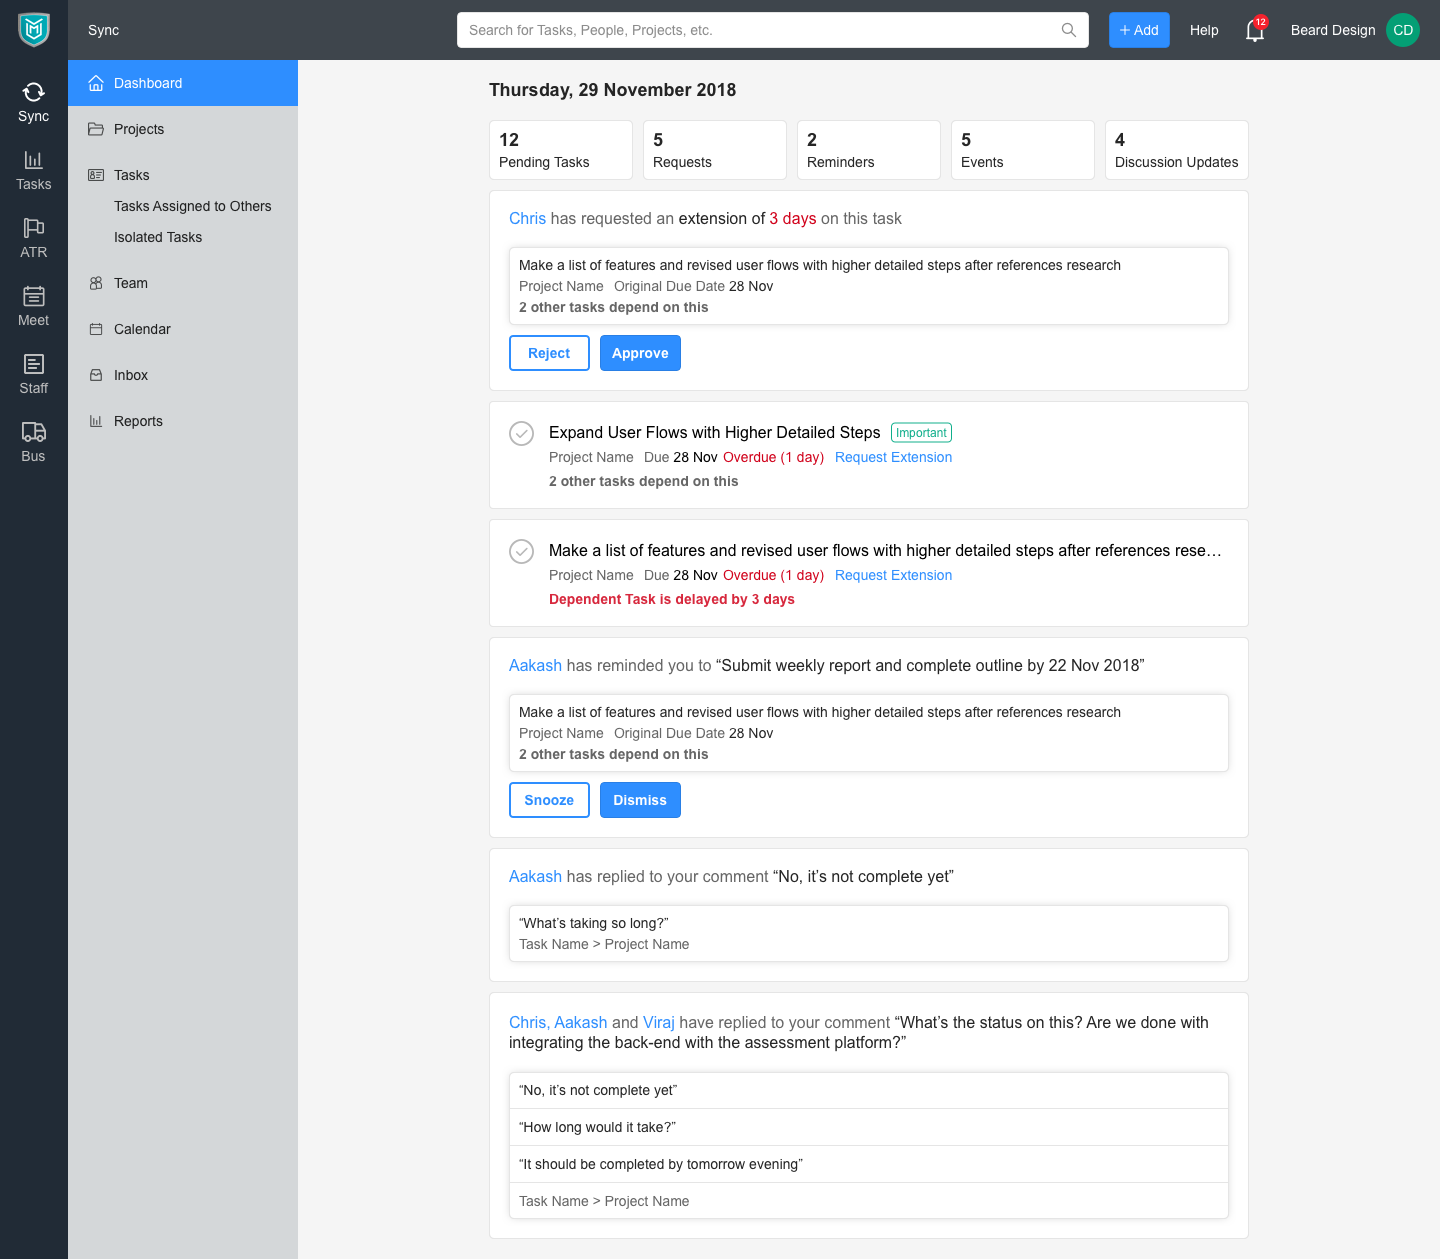 Sync
Search for Tasks, People, Projects, etc.
+ Add
Help
12
Beard Design
CD
Sync
Tasks
ATR
Meet
Staff
Bus
Dashboard
Projects
Tasks
Tasks Assigned to Others
Isolated Tasks
Team
Calendar
Inbox
Reports
Thursday, 29 November 2018
12
Pending Tasks
5
Requests
2
Reminders
5
Events
4
Discussion Updates
Chris has requested an extension of 3 days on this task
Make a list of features and revised user flows with higher detailed steps after references research
Project Name Original Due Date 28 Nov
2 other tasks depend on this
Reject
Approve
Expand User Flows with Higher Detailed Steps Important
Project Name Due 28 Nov Overdue (1 day) Request Extension
2 other tasks depend on this
Make a list of features and revised user flows with higher detailed steps after references rese…
Project Name Due 28 Nov Overdue (1 day) Request Extension
Dependent Task is delayed by 3 days
Aakash has reminded you to “Submit weekly report and complete outline by 22 Nov 2018”
Make a list of features and revised user flows with higher detailed steps after references research
Project Name Original Due Date 28 Nov
2 other tasks depend on this
Snooze
Dismiss
Aakash has replied to your comment “No, it’s not complete yet”
“What’s taking so long?”
Task Name > Project Name
Chris, Aakash and Viraj have replied to your comment “What’s the status on this? Are we done with
integrating the back-end with the assessment platform?”
“No, it’s not complete yet”
“How long would it take?”
“It should be completed by tomorrow evening”
Task Name > Project Name